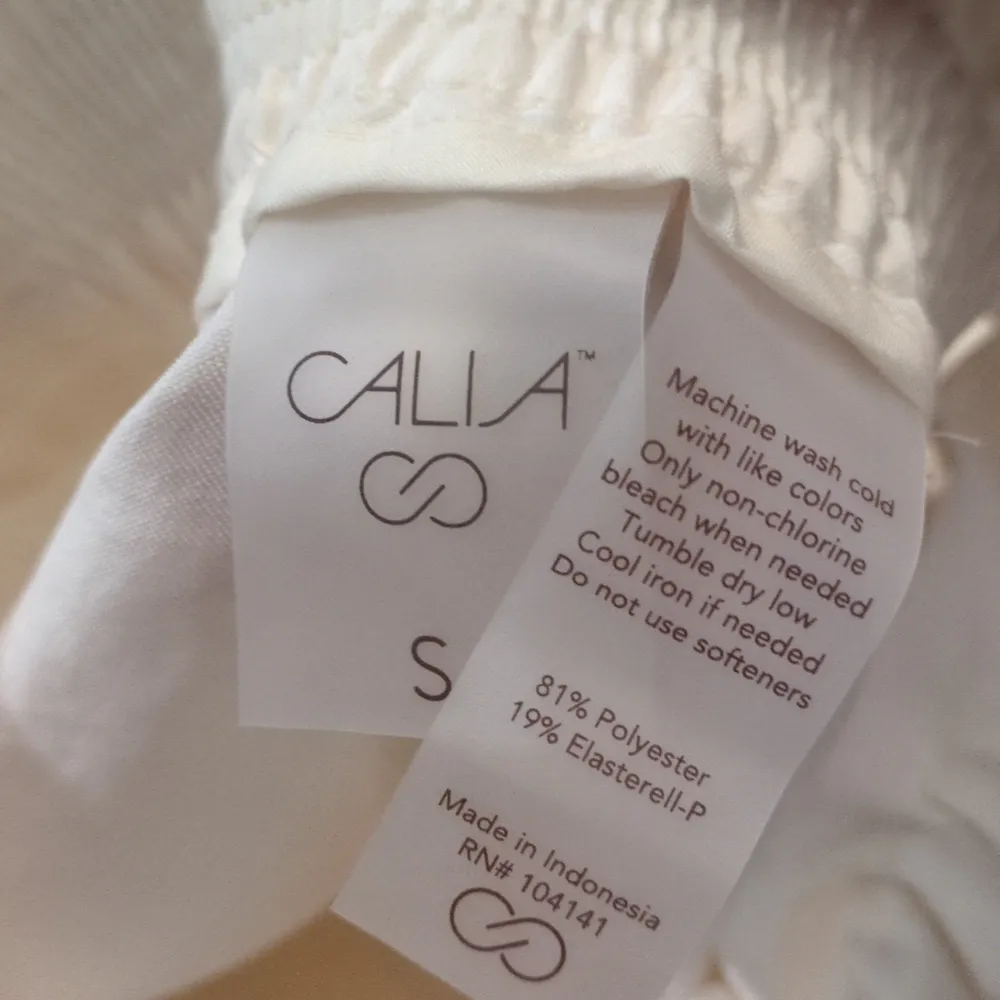 CALIA™
S
Machine wash cold
with like colors
Only non-chlorine
bleach when needed
Tumble dry low
Cool iron if needed
Do not use softeners
81% Polyester
19% Elasterell-P
Made in Indonesia
RN# 104141